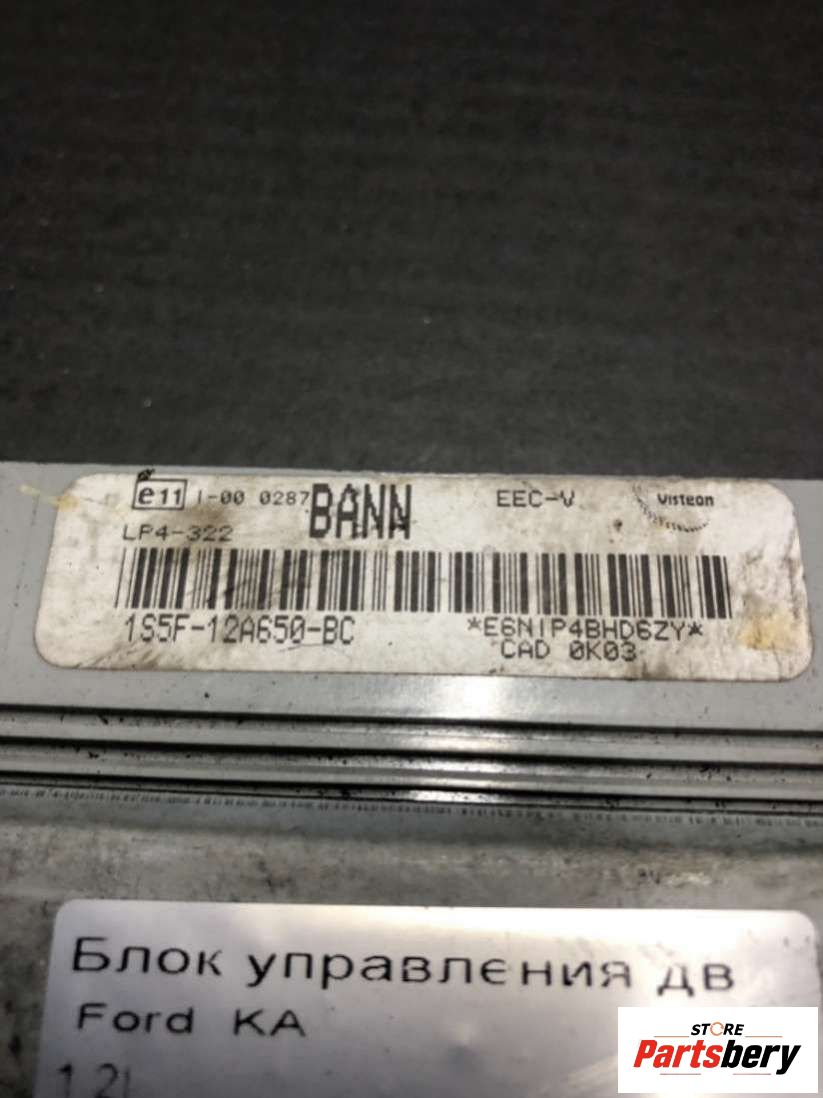 e11 I-00 0287 BANN EEC-V Visteon
LP4-322
1S5F-12A650-BC *E6NIP4BHD6ZY*
CAD 0K03
Блок управления дв
Ford KA
1.2L
STORE
Partsbery